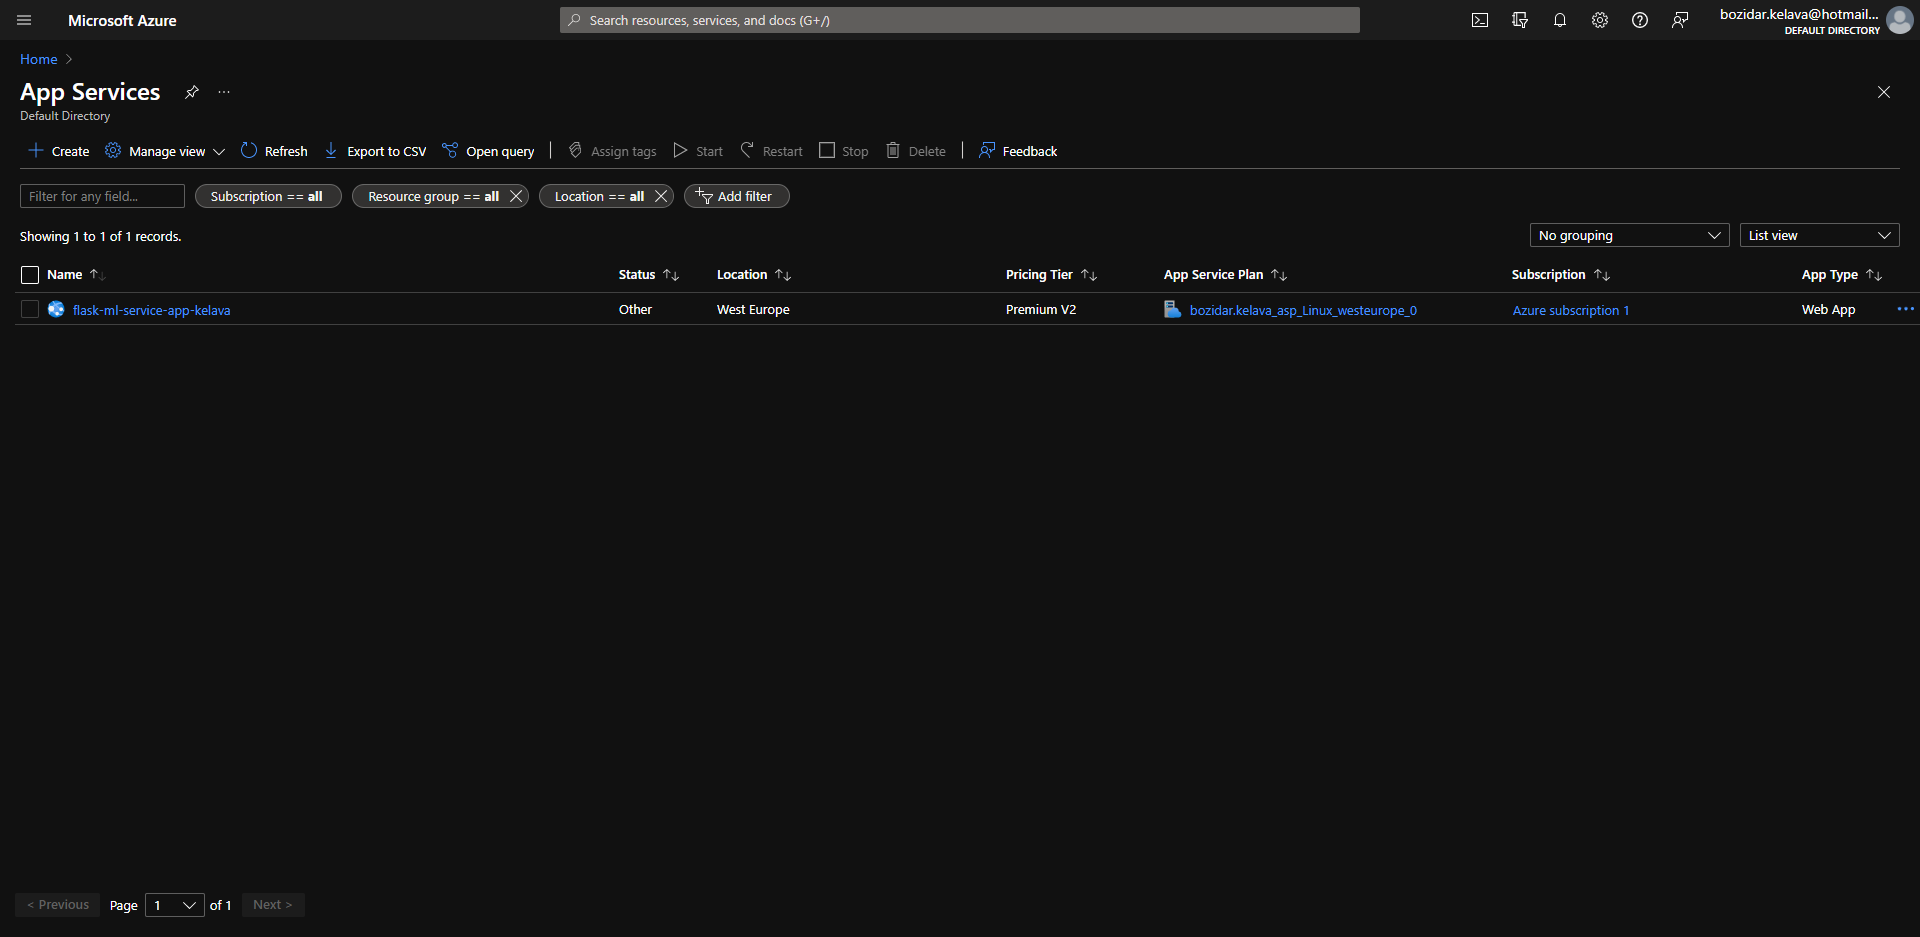 Microsoft Azure
Search resources, services, and docs (G+/)
bozidar.kelava@hotmail...
DEFAULT DIRECTORY
Home
App Services
Default Directory
Create Manage view Refresh Export to CSV Open query Assign tags Start Restart Stop Delete Feedback
Filter for any field... Subscription == all Resource group == all Location == all Add filter
Showing 1 to 1 of 1 records. No grouping List view
Name Status Location Pricing Tier App Service Plan Subscription App Type
flask-ml-service-app-kelava Other West Europe Premium V2 bozidar.kelava_asp_Linux_westeurope_0 Azure subscription 1 Web App
< Previous Page 1 of 1 Next >